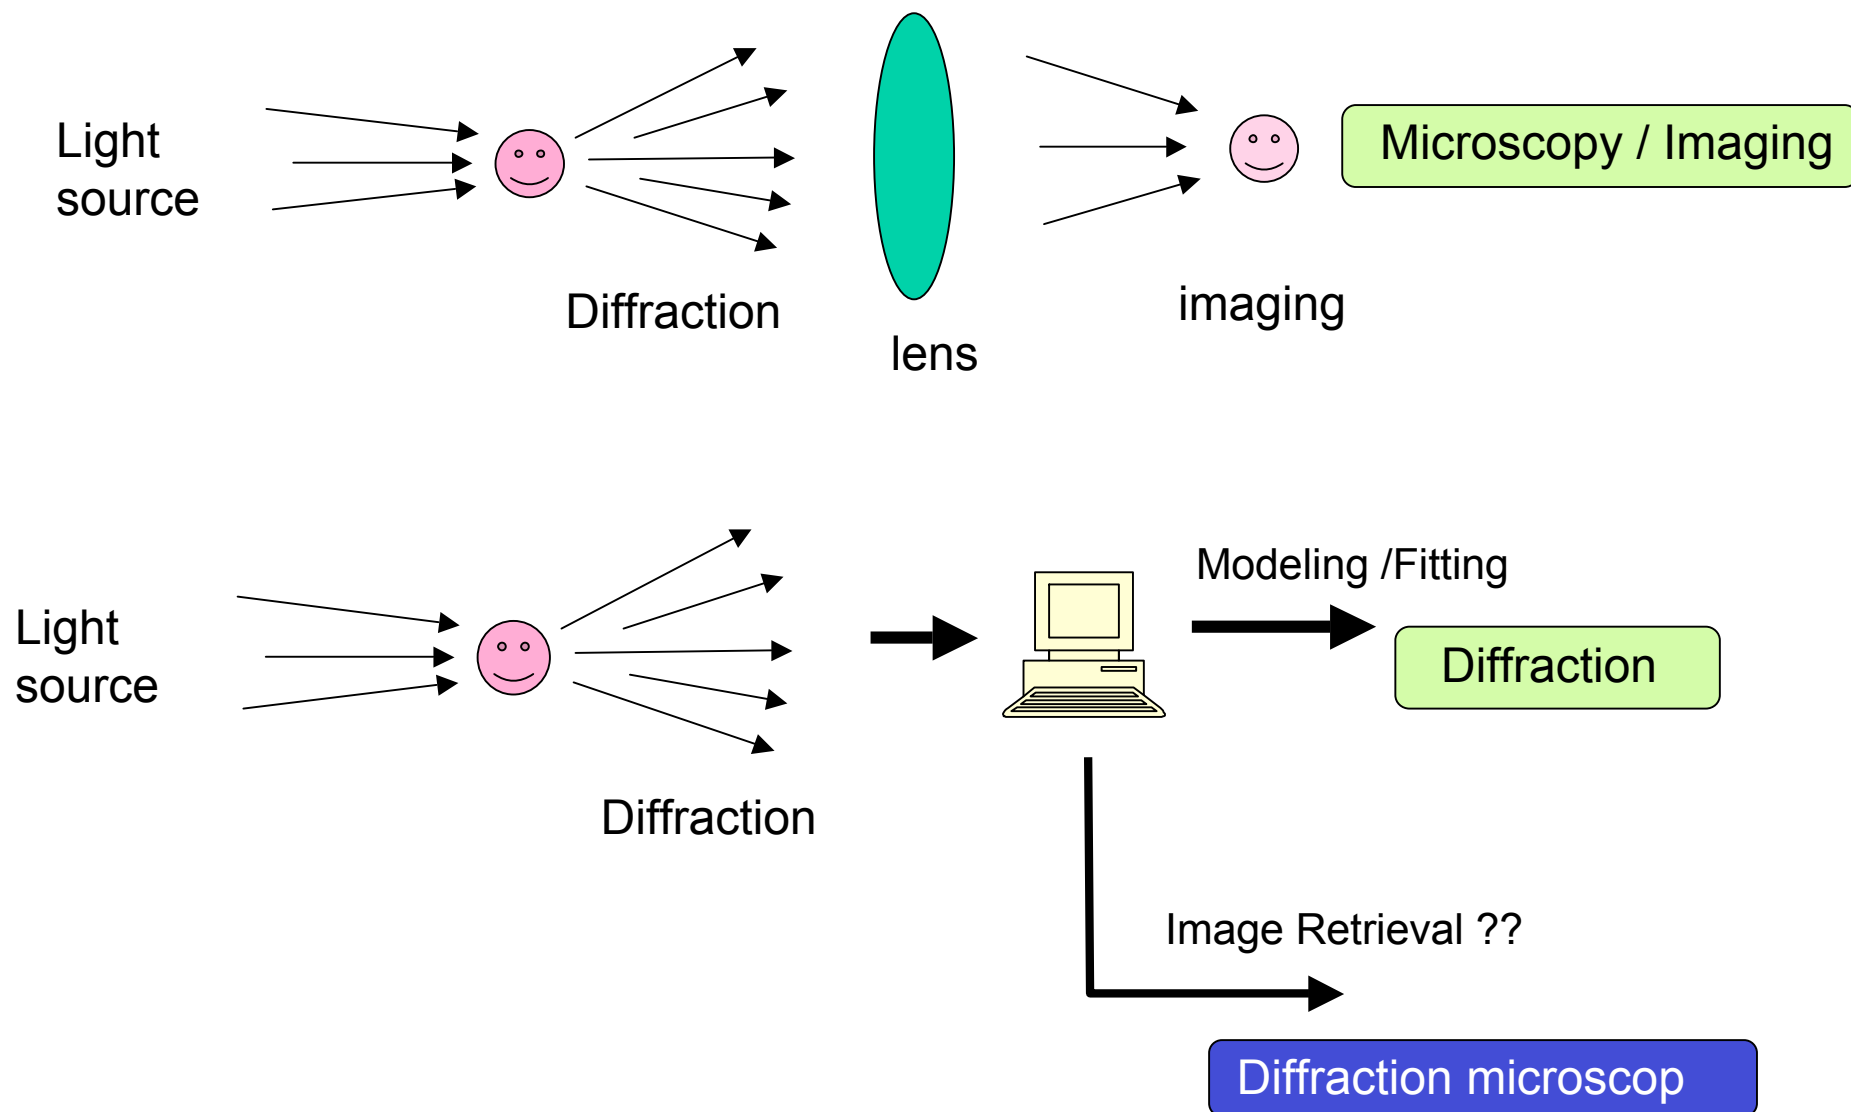 Light
source
Diffraction
lens
imaging
Microscopy / Imaging
Light
source
Diffraction
Modeling /Fitting
Diffraction
Image Retrieval ??
Diffraction microscop